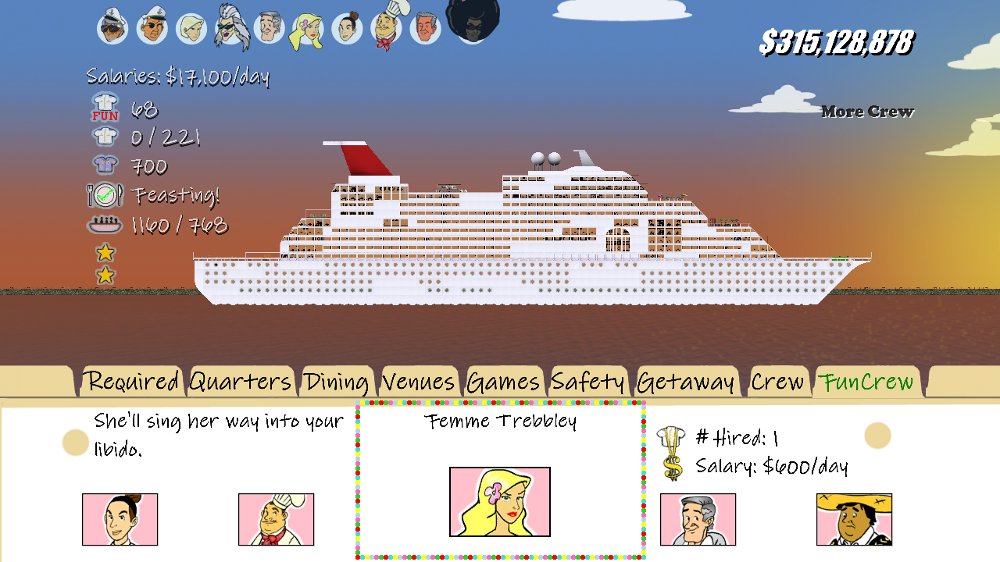 $315,128,878
Salaries: $17,100/day
FUN 68
0 / 221
More Crew
700
Feasting!
1160 / 768
Required Quarters Dining Venues Games Safety Getaway Crew FunCrew
She'll sing her way into your
libido.
Femme Trebbley
# Hired: 1
Salary: $600/day